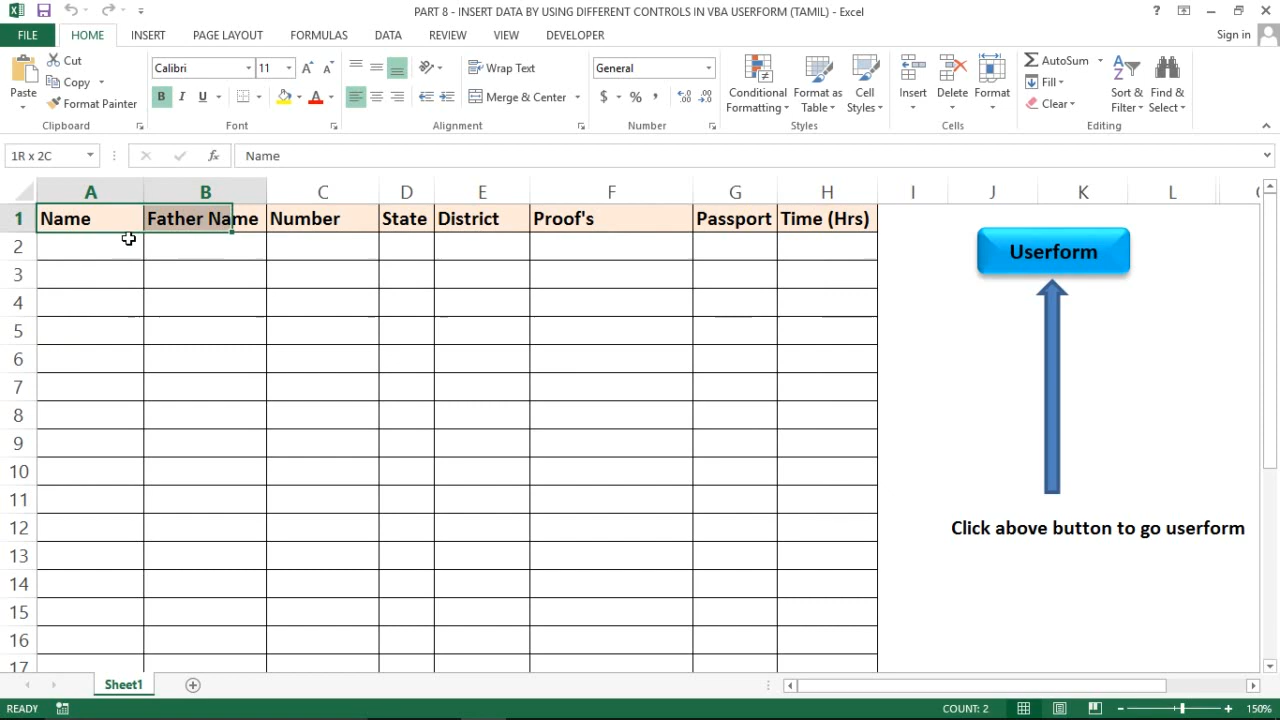 PART 8 - INSERT DATA BY USING DIFFERENT CONTROLS IN VBA USERFORM (TAMIL) - Excel
FILE HOME INSERT PAGE LAYOUT FORMULAS DATA REVIEW VIEW DEVELOPER Sign in
Paste Cut Copy Format Painter
Calibri 11
B I U A
Wrap Text
Merge & Center
General
$ % ,
Conditional Formatting
Format as Table
Cell Styles
Insert Delete Format
AutoSum
Fill
Clear
Sort & Filter
Find & Select
Clipboard Font Alignment Number Styles Cells Editing
1R x 2C fx Name
A B C D E F G H I J K L
1 Name Father Name Number State District Proof's Passport Time (Hrs)
2
Userform
3
4
5
6
7
8
9
10
11
12
Click above button to go userform
13
14
15
16
17
Sheet1
READY COUNT: 2 150%